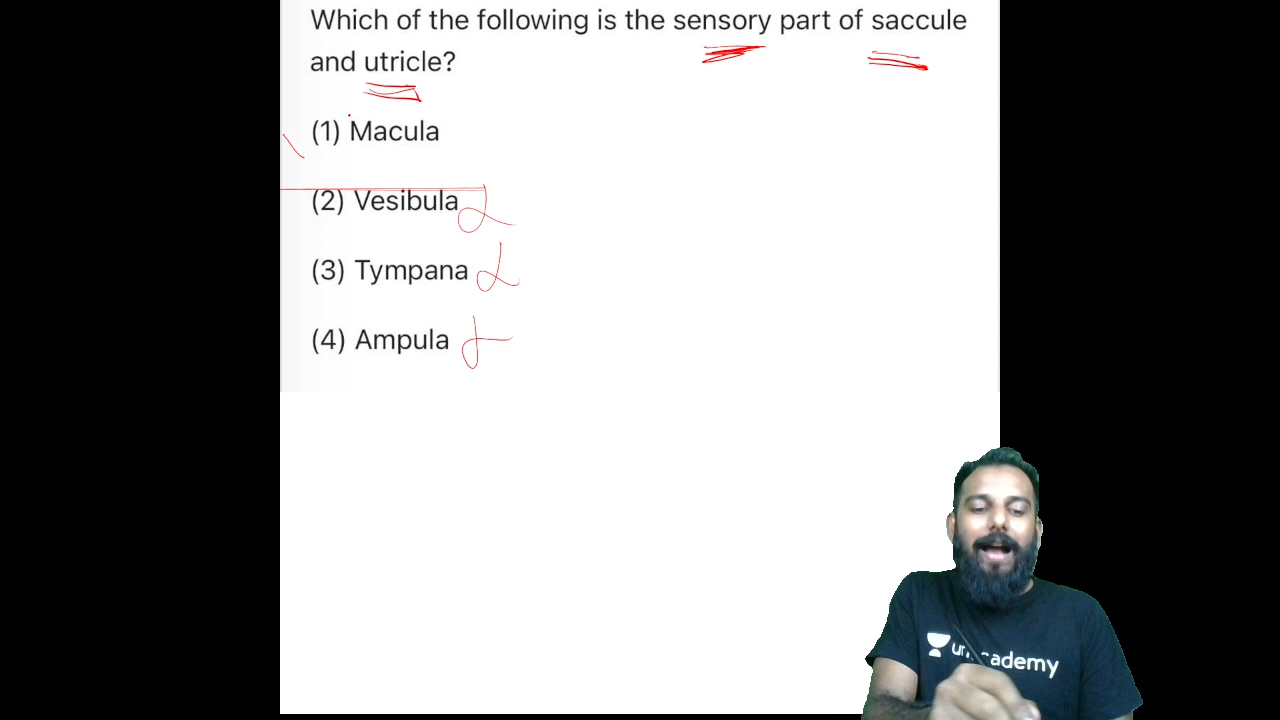 Which of the following is the sensory part of saccule
and utricle?
(1) Macula
(2) Vesibula
(3) Tympana
(4) Ampula